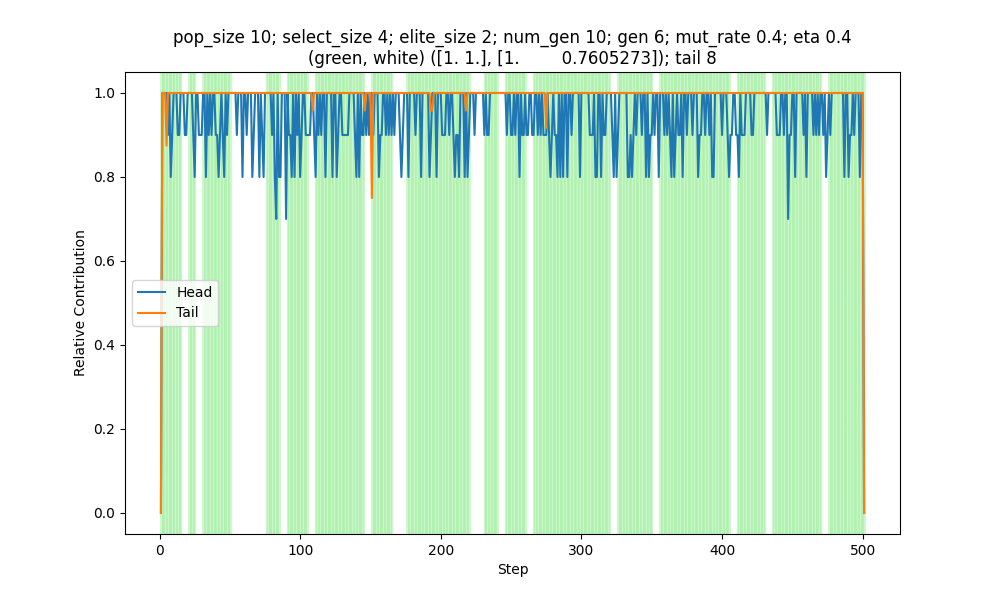 pop_size 10; select_size 4; elite_size 2; num_gen 10; gen 6; mut_rate 0.4; eta 0.4
(green, white) ([1. 1.], [1.        0.7605273]); tail 8
1.0
0.8
0.6
0.4
0.2
0.0
Relative Contribution
Head
Tail
0
100
200
300
400
500
Step